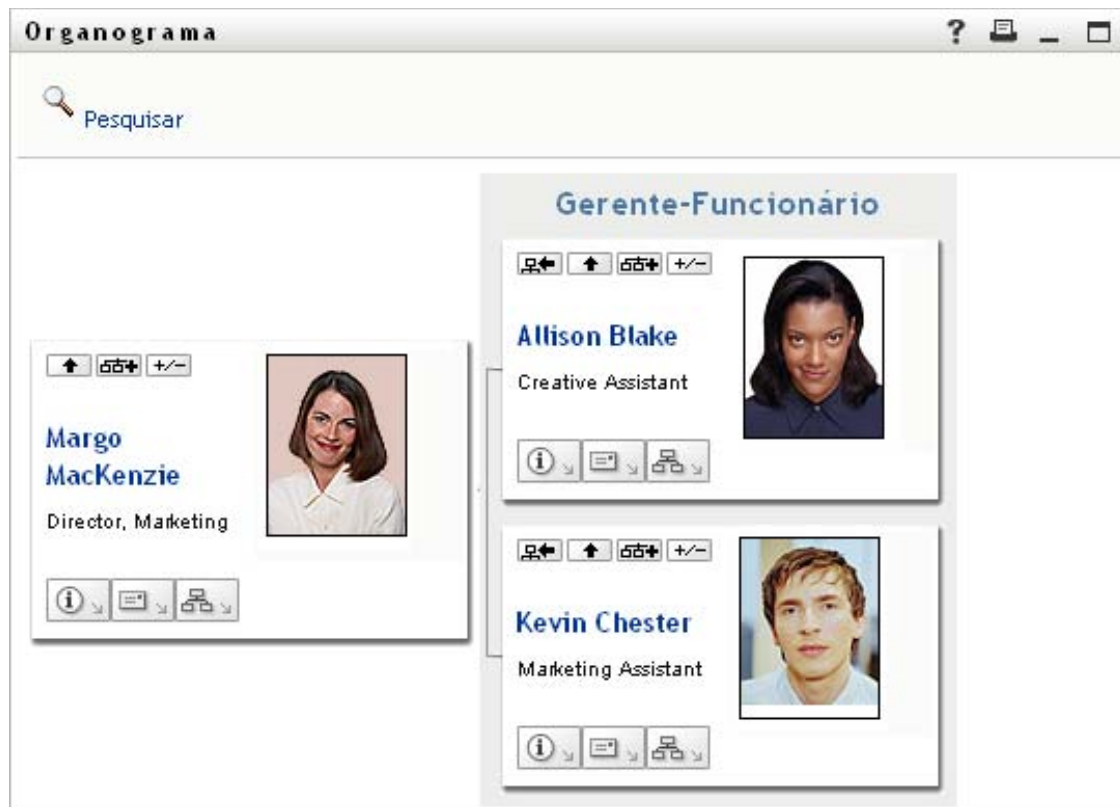 Organograma
Pesquisar
Gerente-Funcionário
Margo
MacKenzie
Director, Marketing
Allison Blake
Creative Assistant
Kevin Chester
Marketing Assistant